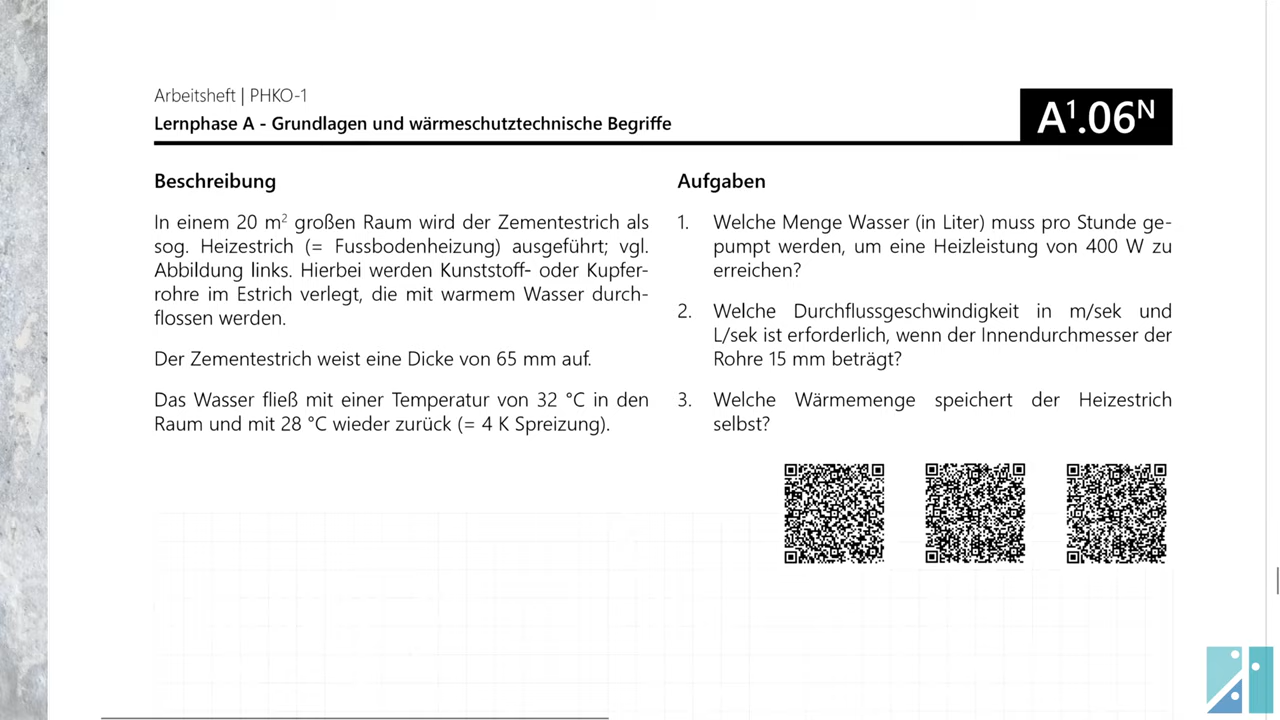 Arbeitsheft | PHKO-1
Lernphase A - Grundlagen und wärmeschutztechnische Begriffe
A¹.06ᴺ
Beschreibung
In einem 20 m² großen Raum wird der Zementestrich als
sog. Heizestrich (= Fussbodenheizung) ausgeführt; vgl.
Abbildung links. Hierbei werden Kunststoff- oder Kupfer-
rohre im Estrich verlegt, die mit warmem Wasser durch-
flossen werden.
Der Zementestrich weist eine Dicke von 65 mm auf.
Das Wasser fließ mit einer Temperatur von 32 °C in den
Raum und mit 28 °C wieder zurück (= 4 K Spreizung).
Aufgaben
1. Welche Menge Wasser (in Liter) muss pro Stunde ge-
pumpt werden, um eine Heizleistung von 400 W zu
erreichen?
2. Welche Durchflussgeschwindigkeit in m/sek und
L/sek ist erforderlich, wenn der Innendurchmesser der
Rohre 15 mm beträgt?
3. Welche Wärmemenge speichert der Heizestrich
selbst?